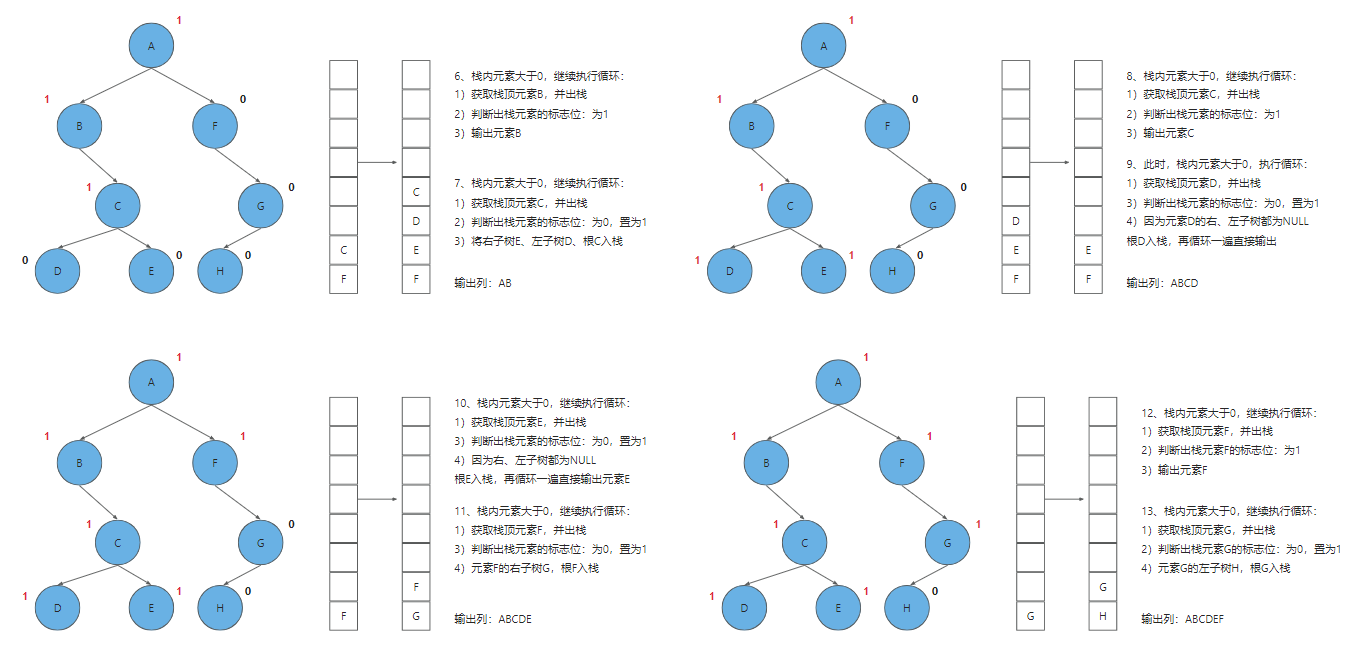 1
A
1
B
0
F
1
C
0
G
0
D
0
E
0
H
C
F
C
D
E
F
6、栈内元素大于0，继续执行循环：
1）获取栈顶元素B，并出栈
2）判断出栈元素的标志位：为1
3）输出元素B
7、栈内元素大于0，继续执行循环：
1）获取栈顶元素C，并出栈
2）判断出栈元素的标志位：为0，置为1
3）将右子树E、左子树D、根C入栈
输出列：AB
1
A
1
B
0
F
1
C
0
G
1
D
1
E
0
H
D
E
F
E
F
8、栈内元素大于0，继续执行循环：
1）获取栈顶元素C，并出栈
2）判断出栈元素的标志位：为1
3）输出元素C
9、此时，栈内元素大于0，执行循环：
1）获取栈顶元素D，并出栈
3）判断出栈元素的标志位：为0，置为1
4）因为元素D的右、左子树都为NULL
根D入栈，再循环一遍直接输出
输出列：ABCD
1
A
1
B
1
F
1
C
0
G
1
D
1
E
0
H
F
F
G
10、栈内元素大于0，继续执行循环：
1）获取栈顶元素E，并出栈
3）判断出栈元素的标志位：为0，置为1
4）因为右、左子树都为NULL
根E入栈，再循环一遍直接输出元素E
11、栈内元素大于0，继续执行循环：
1）获取栈顶元素F，并出栈
3）判断出栈元素的标志位：为0，置为1
4）元素F的右子树G，根F入栈
输出列：ABCDE
1
A
1
B
1
F
1
C
1
G
1
D
1
E
0
H
G
G
H
12、栈内元素大于0，继续执行循环：
1）获取栈顶元素F，并出栈
2）判断出栈元素F的标志位：为1
3）输出元素F
13、栈内元素大于0，继续执行循环：
1）获取栈顶元素G，并出栈
2）判断出栈元素G的标志位：为0，置为1
4）元素G的左子树H，根G入栈
输出列：ABCDEF